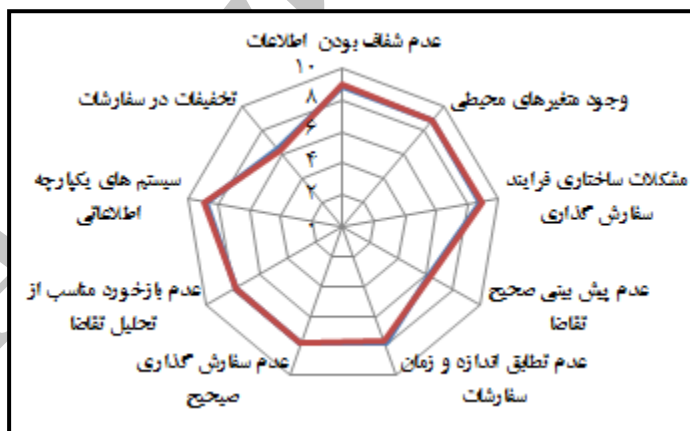 عدم شفاف بودن اطلاعات
۱۰
۸
۶
۴
۲
۰
وجود متغیرهای محیطی
مشکلات ساختاری فرایند
سفارش گذاری
عدم پیش بینی صحیح
تقاضا
عدم تطابق اندازه و زمان
سفارشات
عدم سفارش گذاری
صیحیح
عدم بازخورد مناسب از
تحلیل تقاضا
سیستم های یکپارچه
اطلاعاتی
تخفیفات در سفارشات